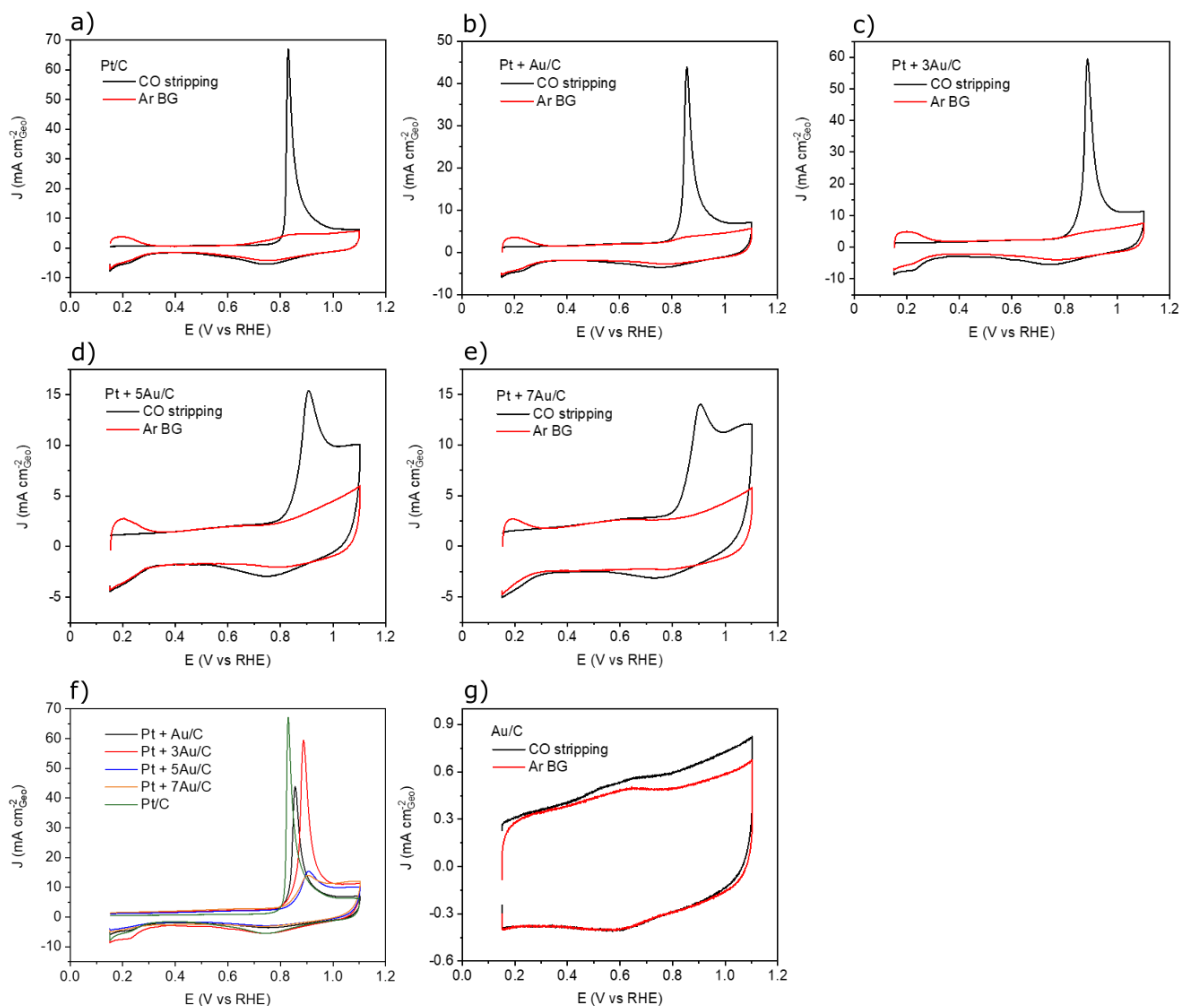 a)
70
60
50
40
30
20
10
0
-10
J (mA cm⁻²Geo)
Pt/C
CO stripping
Ar BG
0.0 0.2 0.4 0.6 0.8 1.0 1.2
E (V vs RHE)
b)
50
40
30
20
10
0
-10
J (mA cm⁻²Geo)
Pt + Au/C
CO stripping
Ar BG
0.0 0.2 0.4 0.6 0.8 1.0 1.2
E (V vs RHE)
c)
60
50
40
30
20
10
0
-10
J (mA cm⁻²Geo)
Pt + 3Au/C
CO stripping
Ar BG
0.0 0.2 0.4 0.6 0.8 1.0 1.2
E (V vs RHE)
d)
15
10
5
0
-5
J (mA cm⁻²Geo)
Pt + 5Au/C
CO stripping
Ar BG
0 0.2 0.4 0.6 0.8 1.0 1.2
E (V vs RHE)
e)
15
10
5
0
-5
J (mA cm⁻²Geo)
Pt + 7Au/C
CO stripping
Ar BG
0 0.2 0.4 0.6 0.8 1.0 1.2
E (V vs RHE)
f)
70
60
50
40
30
20
10
0
-10
J (mA cm⁻²Geo)
Pt + Au/C
Pt + 3Au/C
Pt + 5Au/C
Pt + 7Au/C
Pt/C
0 0.2 0.4 0.6 0.8 1.0 1.2
E (V vs RHE)
g)
0.9
0.6
0.3
0.0
-0.3
-0.6
J (mA cm⁻²Geo)
Au/C
CO stripping
Ar BG
0.0 0.2 0.4 0.6 0.8 1.0 1.2
E (V vs RHE)